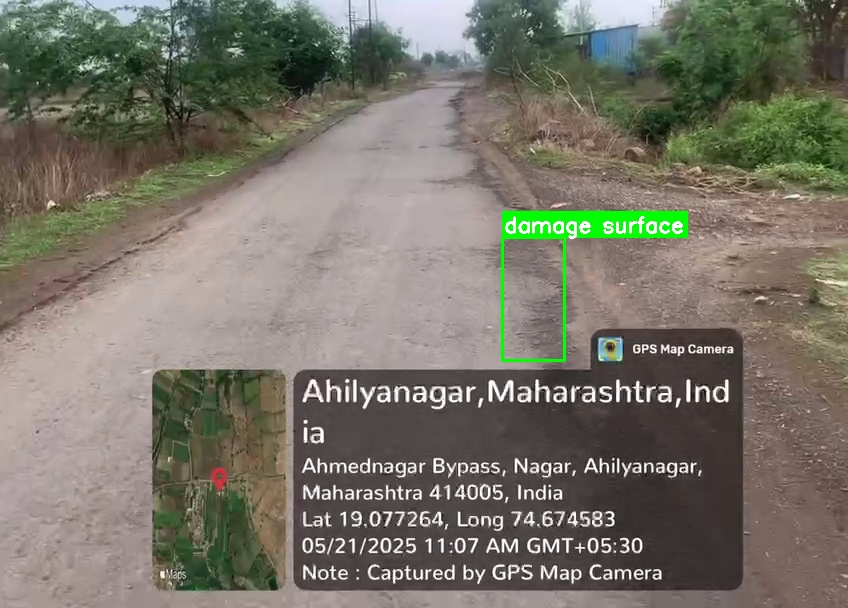 damage surface
GPS Map Camera
Ahilyanagar,Maharashtra,Ind
ia
Ahmednagar Bypass, Nagar, Ahilyanagar,
Maharashtra 414005, India
Lat 19.077264, Long 74.674583
05/21/2025 11:07 AM GMT+05:30
Note : Captured by GPS Map Camera
Maps